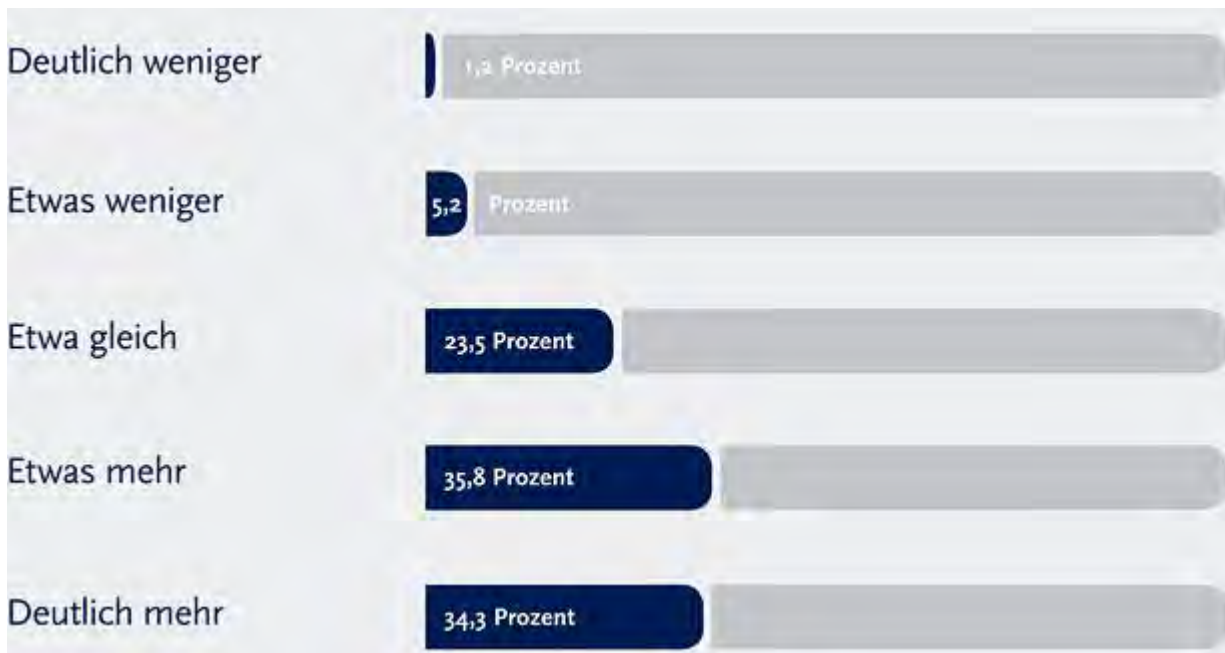 Deutlich weniger 1,2 Prozent
Etwas weniger 5,2 Prozent
Etwa gleich 23,5 Prozent
Etwas mehr 35,8 Prozent
Deutlich mehr 34,3 Prozent